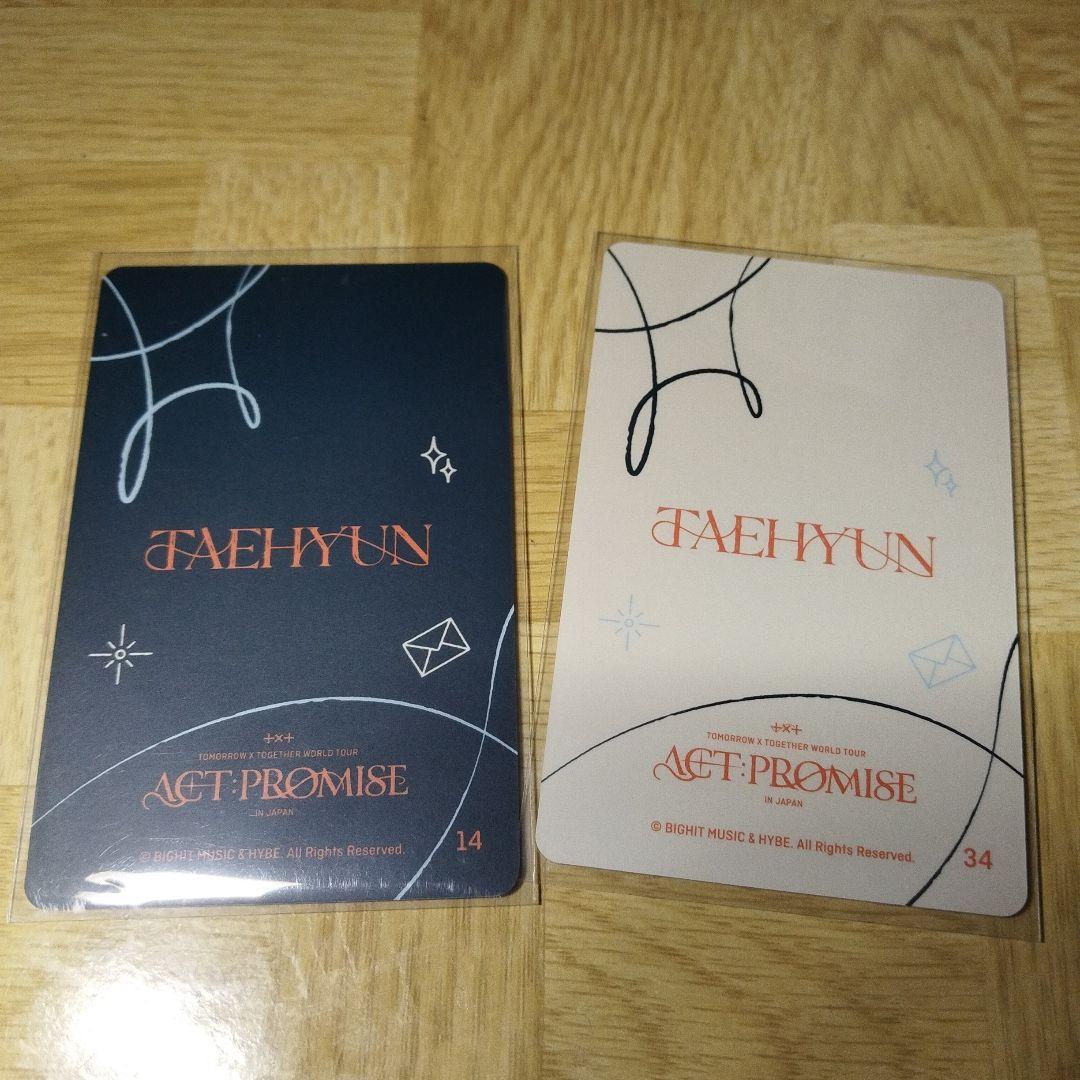 TAEHYUN
TXT
TOMORROW X TOGETHER WORLD TOUR
ACT:PROMISE
IN JAPAN
© BIGHIT MUSIC & HYBE. All Rights Reserved.
14
TAEHYUN
TXT
TOMORROW X TOGETHER WORLD TOUR
ACT:PROMISE
IN JAPAN
© BIGHIT MUSIC & HYBE. All Rights Reserved.
34